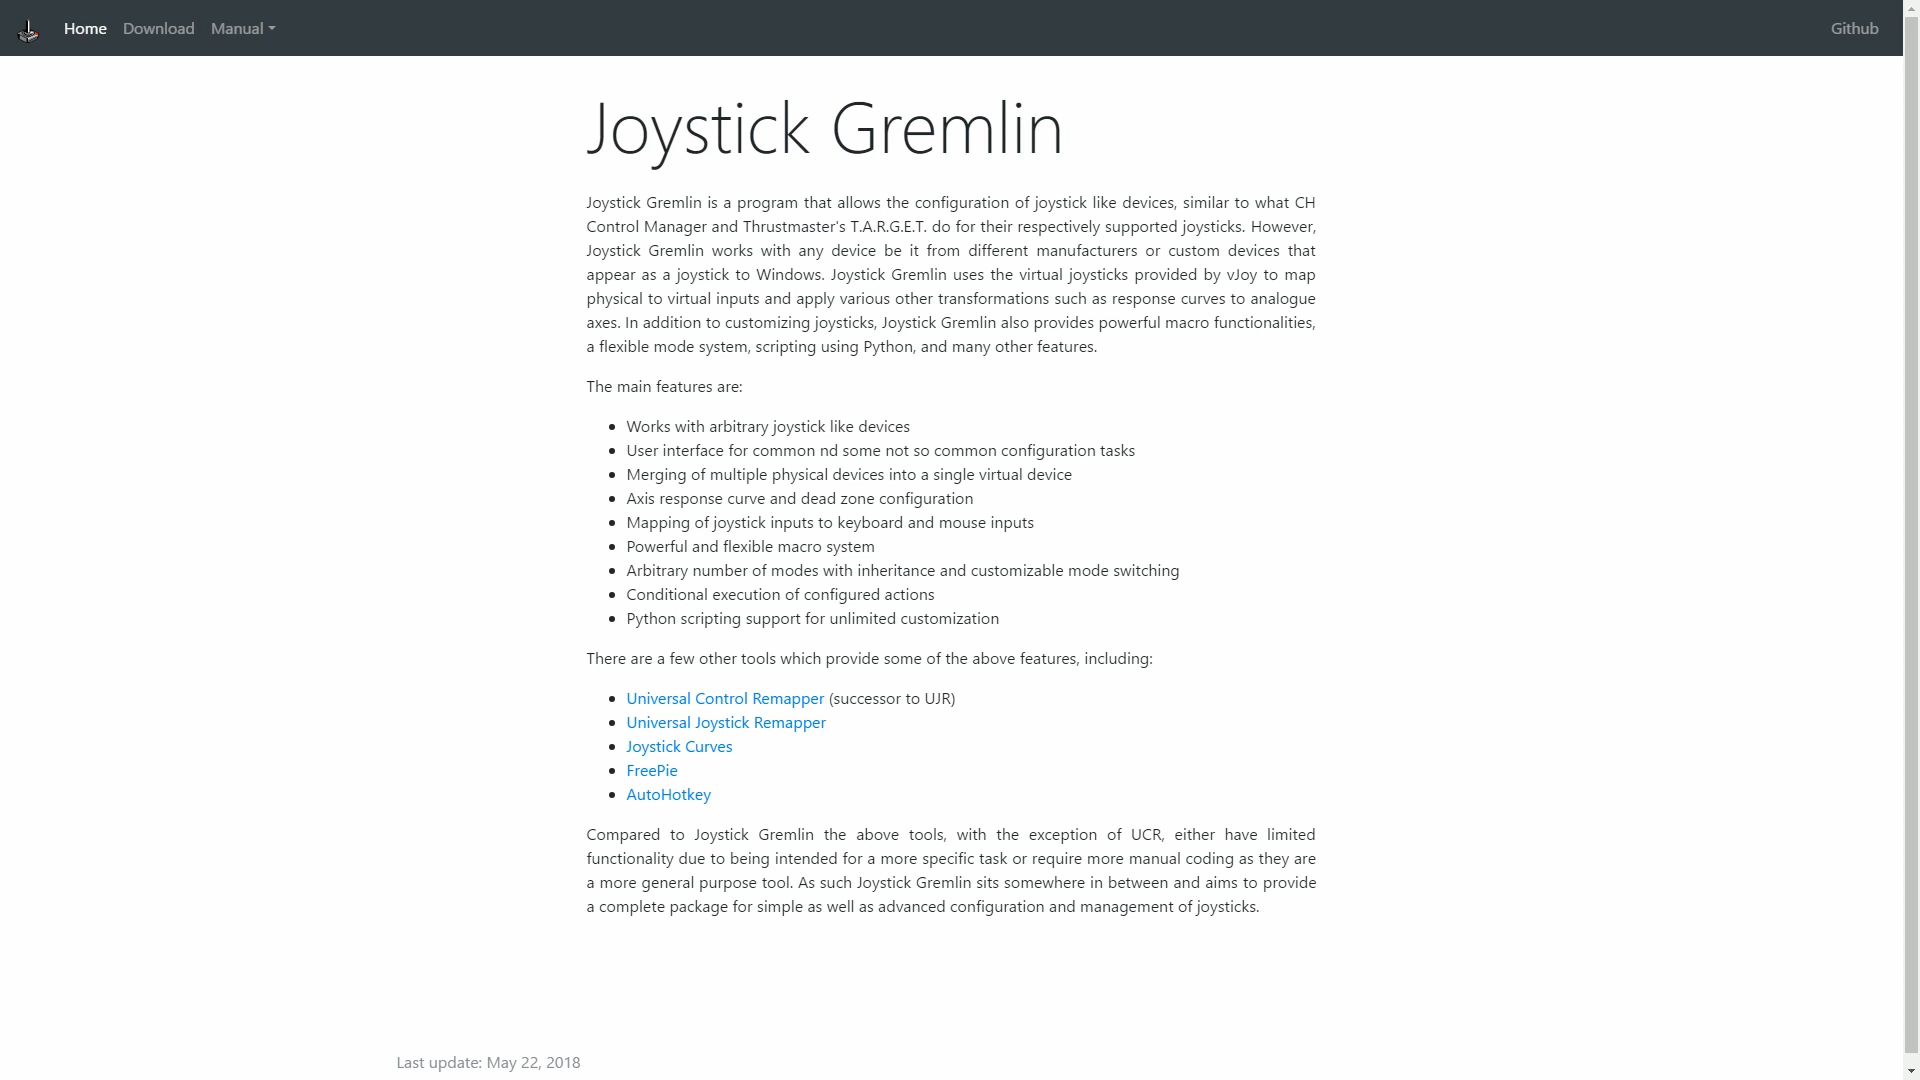 Home Download Manual Github
Joystick Gremlin
Joystick Gremlin is a program that allows the configuration of joystick like devices, similar to what CH
Control Manager and Thrustmaster's T.A.R.G.E.T. do for their respectively supported joysticks. However,
Joystick Gremlin works with any device be it from different manufacturers or custom devices that
appear as a joystick to Windows. Joystick Gremlin uses the virtual joysticks provided by vJoy to map
physical to virtual inputs and apply various other transformations such as response curves to analogue
axes. In addition to customizing joysticks, Joystick Gremlin also provides powerful macro functionalities,
a flexible mode system, scripting using Python, and many other features.
The main features are:
Works with arbitrary joystick like devices
User interface for common nd some not so common configuration tasks
Merging of multiple physical devices into a single virtual device
Axis response curve and dead zone configuration
Mapping of joystick inputs to keyboard and mouse inputs
Powerful and flexible macro system
Arbitrary number of modes with inheritance and customizable mode switching
Conditional execution of configured actions
Python scripting support for unlimited customization
There are a few other tools which provide some of the above features, including:
Universal Control Remapper (successor to UJR)
Universal Joystick Remapper
Joystick Curves
FreePie
AutoHotkey
Compared to Joystick Gremlin the above tools, with the exception of UCR, either have limited
functionality due to being intended for a more specific task or require more manual coding as they are
a more general purpose tool. As such Joystick Gremlin sits somewhere in between and aims to provide
a complete package for simple as well as advanced configuration and management of joysticks.
Last update: May 22, 2018